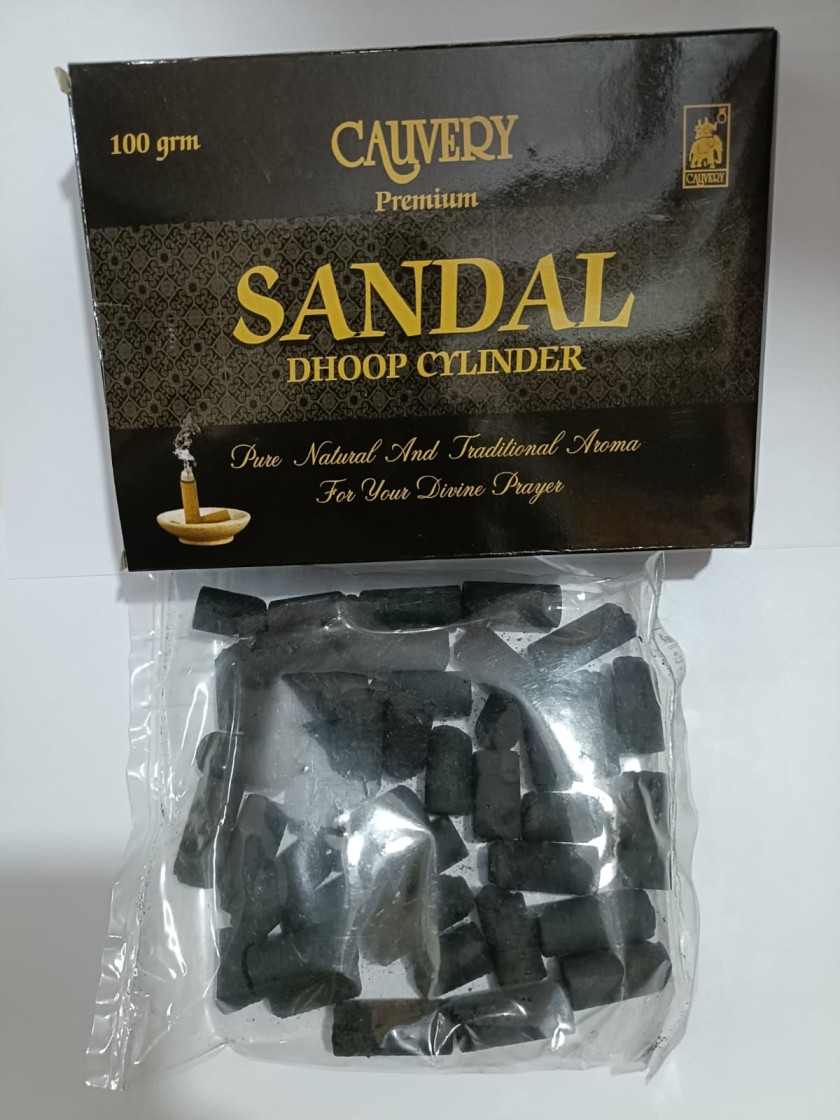 100 grm
CAUVERY
Premium
CAUVERY
SANDAL
DHOOP CYLINDER
Pure Natural And Traditional Aroma
For Your Divine Prayer